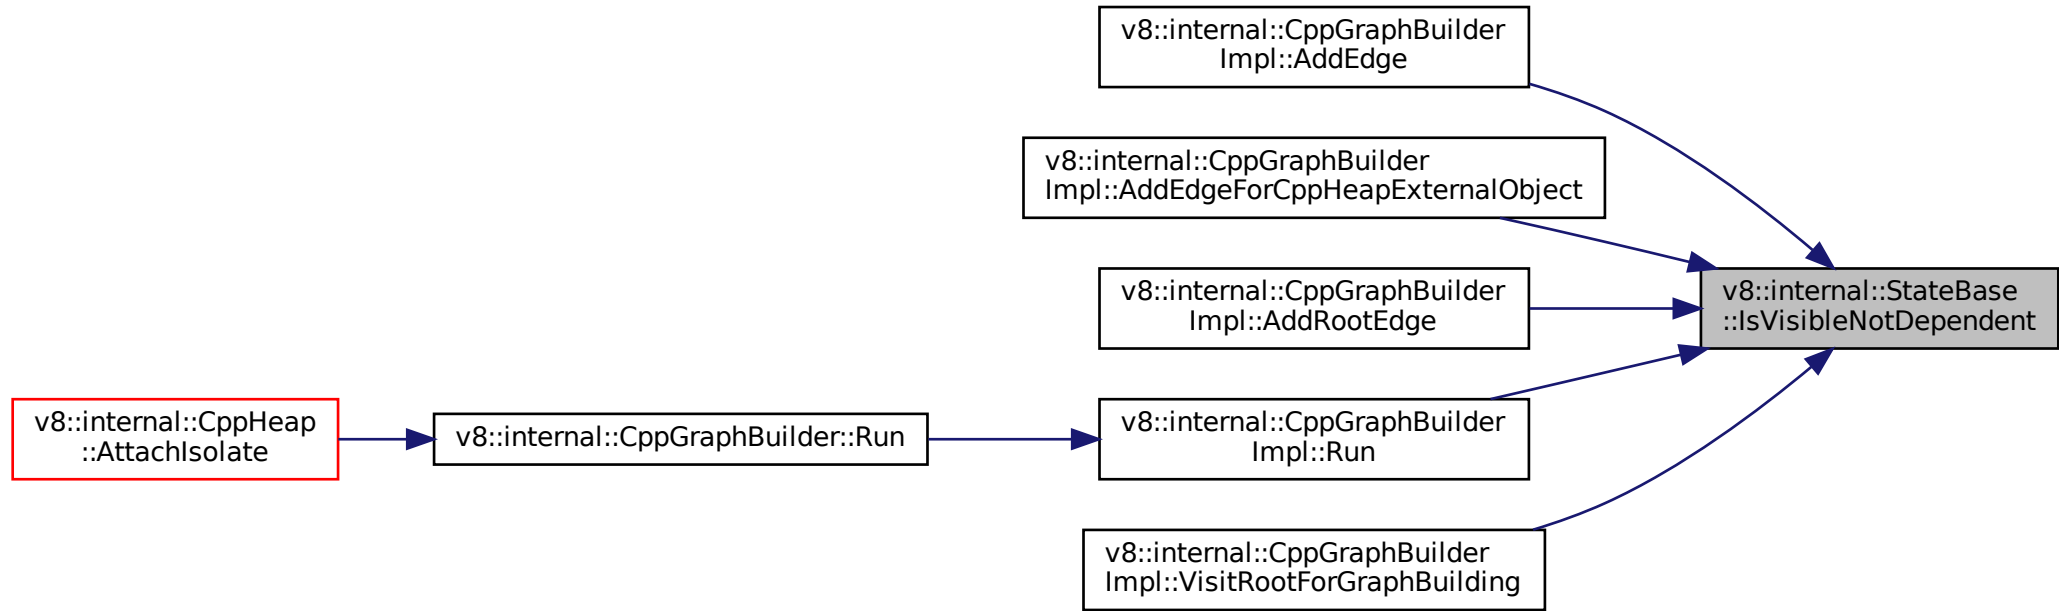 v8::internal::CppGraphBuilder
Impl::AddEdge
v8::internal::CppGraphBuilder
Impl::AddEdgeForCppHeapExternalObject
v8::internal::StateBase
::IsVisibleNotDependent
v8::internal::CppGraphBuilder
Impl::AddRootEdge
v8::internal::CppHeap
::AttachIsolate
v8::internal::CppGraphBuilder::Run
v8::internal::CppGraphBuilder
Impl::Run
v8::internal::CppGraphBuilder
Impl::VisitRootForGraphBuilding